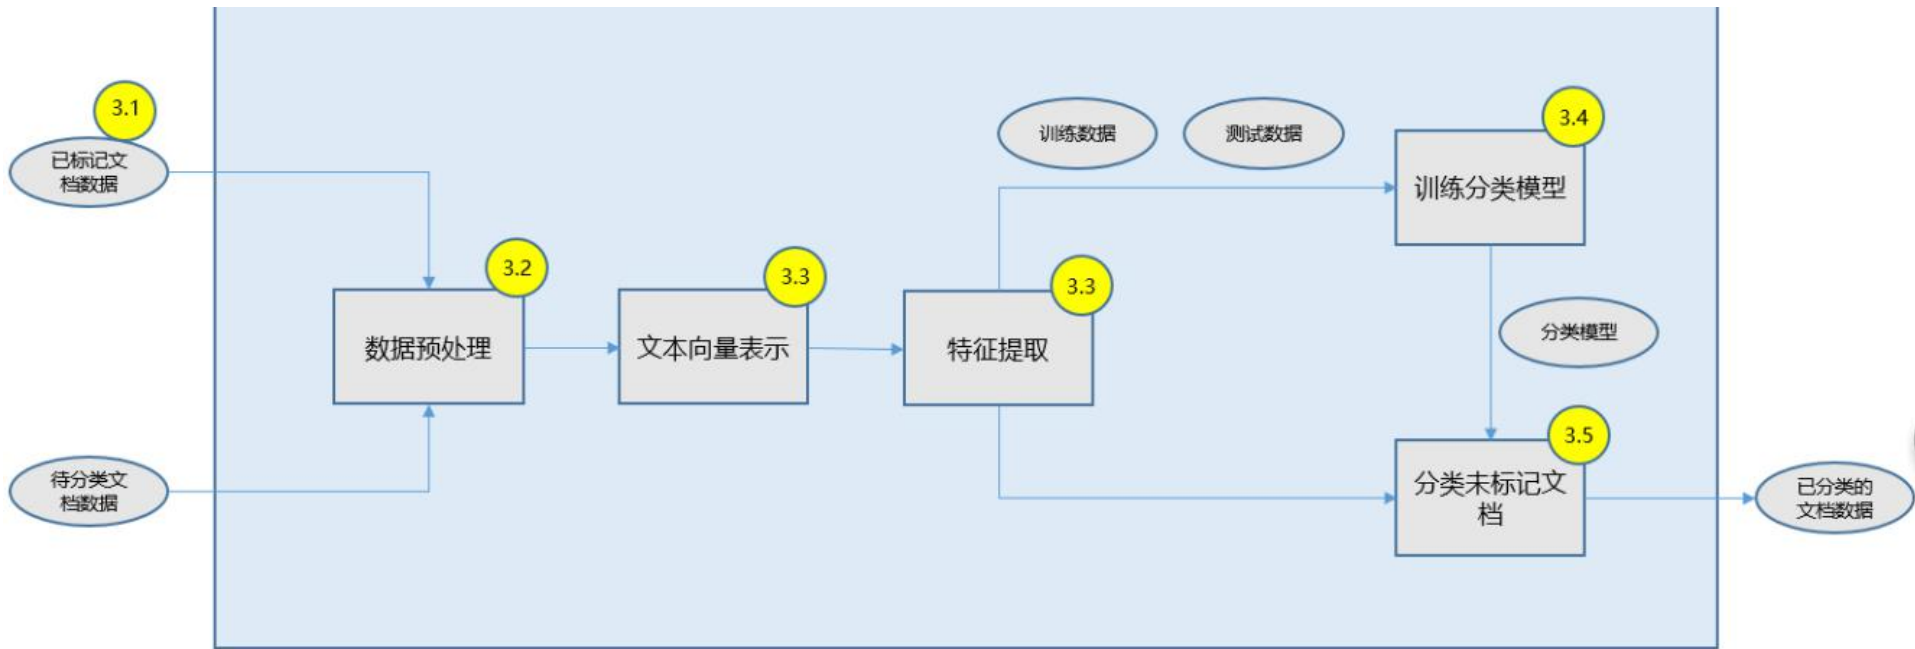 3.1
已标记文
档数据
训练数据
测试数据
3.4
训练分类模型
3.2
数据预处理
3.3
文本向量表示
3.3
特征提取
分类模型
待分类文
档数据
3.5
分类未标记文
档
已分类的
文档数据